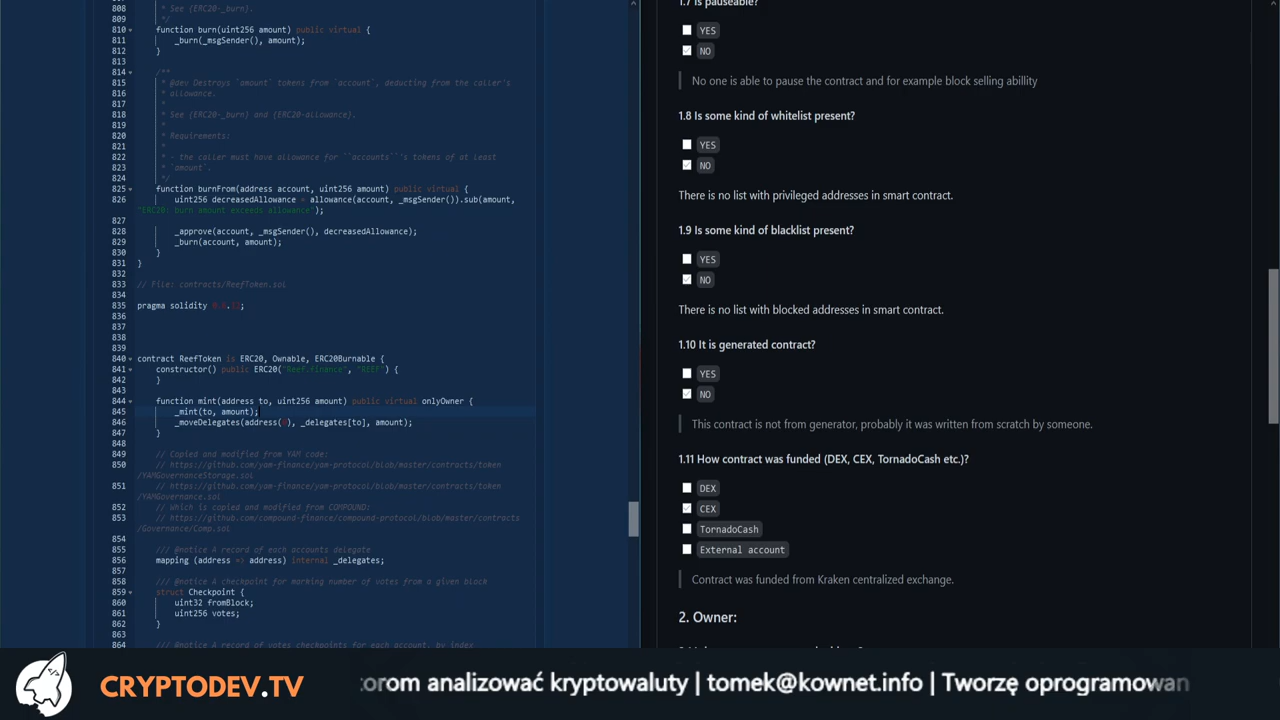 808 * See {ERC20-_burn}.
809 */
810 function burn(uint256 amount) public virtual {
811 _burn(_msgSender(), amount);
812 }
813
814 /**
815 * @dev Destroys `amount` tokens from `account`, deducting from the caller's
816 * allowance.
817 *
818 * See {ERC20-_burn} and {ERC20-allowance}.
819 *
820 * Requirements:
821 *
822 * - the caller must have allowance for ``accounts``'s tokens of at least
823 * `amount`.
824 */
825 function burnFrom(address account, uint256 amount) public virtual {
826 uint256 decreasedAllowance = allowance(account, _msgSender()).sub(amount,
"ERC20: burn amount exceeds allowance");
827
828 _approve(account, _msgSender(), decreasedAllowance);
829 _burn(account, amount);
830 }
831 }
832
833 // File: contracts/ReefToken.sol
834
835 pragma solidity 0.6.12;
836
837
838
839
840 contract ReefToken is ERC20, Ownable, ERC20Burnable {
841 constructor() public ERC20("Reef.finance", "REEF") {
842 }
843
844 function mint(address to, uint256 amount) public virtual onlyOwner {
845 _mint(to, amount);
846 _moveDelegates(address(0), _delegates[to], amount);
847 }
848
849 // Copied and modified from YAM code:
850 // https://github.com/yam-finance/yam-protocol/blob/master/contracts/token
/YAMGovernanceStorage.sol
851 // https://github.com/yam-finance/yam-protocol/blob/master/contracts/token
/YAMGovernance.sol
852 // Which is copied and modified from COMPOUND:
853 // https://github.com/compound-finance/compound-protocol/blob/master/contracts
/Governance/Comp.sol
854
855 /// @notice A record of each accounts delegate
856 mapping (address => address) internal _delegates;
857
858 /// @notice A checkpoint for marking number of votes from a given block
859 struct Checkpoint {
860 uint32 fromBlock;
861 uint256 votes;
862 }
863
864 /// @notice A record of votes checkpoints for each account, by index
1.7 Is pauseable?
YES
NO
No one is able to pause the contract and for example block selling abillity
1.8 Is some kind of whitelist present?
YES
NO
There is no list with privileged addresses in smart contract.
1.9 Is some kind of blacklist present?
YES
NO
There is no list with blocked addresses in smart contract.
1.10 It is generated contract?
YES
NO
This contract is not from generator, probably it was written from scratch by someone.
1.11 How contract was funded (DEX, CEX, TornadoCash etc.)?
DEX
CEX
TornadoCash
External account
Contract was funded from Kraken centralized exchange.
2. Owner:
CRYPTODEV.TV
torom analizować kryptowaluty | tomek@kownet.info | Tworzę oprogramowan